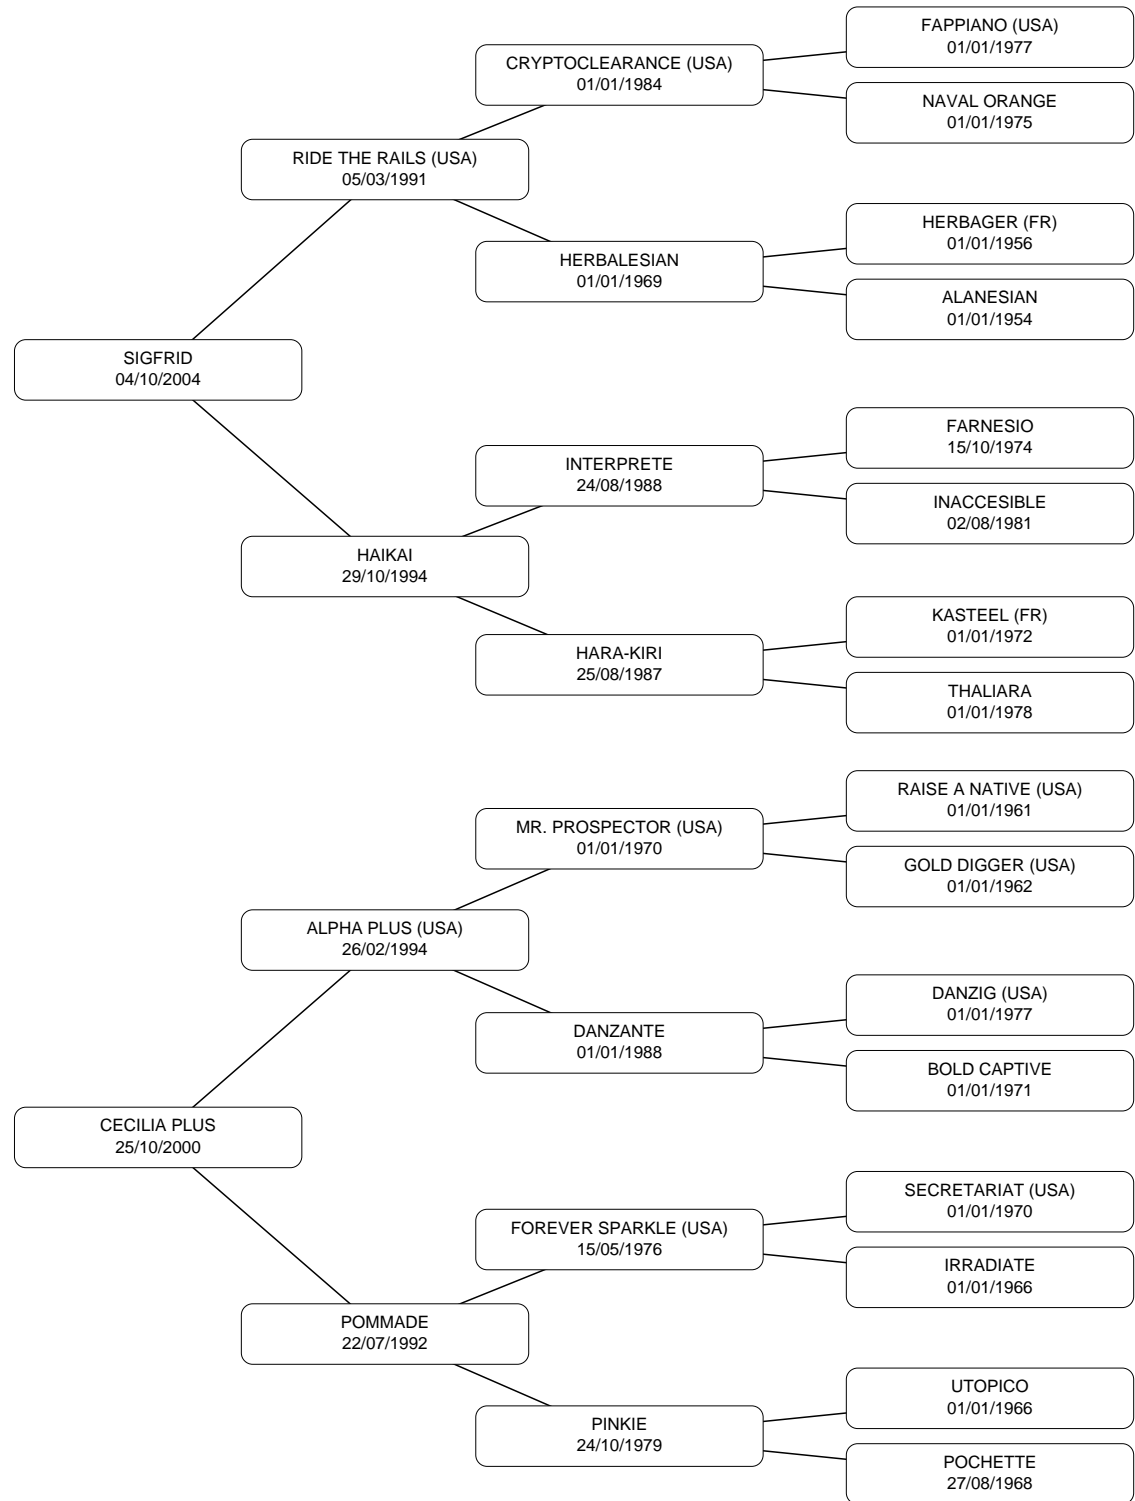 FAPPIANO (USA)
01/01/1977
CRYPTOCLEARANCE (USA)
01/01/1984
NAVAL ORANGE
01/01/1975
RIDE THE RAILS (USA)
05/03/1991
HERBAGER (FR)
01/01/1956
HERBALESIAN
01/01/1969
ALANESIAN
01/01/1954
SIGFRID
04/10/2004
FARNESIO
15/10/1974
INTERPRETE
24/08/1988
INACCESIBLE
02/08/1981
HAIKAI
29/10/1994
KASTEEL (FR)
01/01/1972
HARA-KIRI
25/08/1987
THALIARA
01/01/1978
RAISE A NATIVE (USA)
01/01/1961
MR. PROSPECTOR (USA)
01/01/1970
GOLD DIGGER (USA)
01/01/1962
ALPHA PLUS (USA)
26/02/1994
DANZIG (USA)
01/01/1977
DANZANTE
01/01/1988
BOLD CAPTIVE
01/01/1971
CECILIA PLUS
25/10/2000
SECRETARIAT (USA)
01/01/1970
FOREVER SPARKLE (USA)
15/05/1976
IRRADIATE
01/01/1966
POMMADE
22/07/1992
UTOPICO
01/01/1966
PINKIE
24/10/1979
POCHETTE
27/08/1968